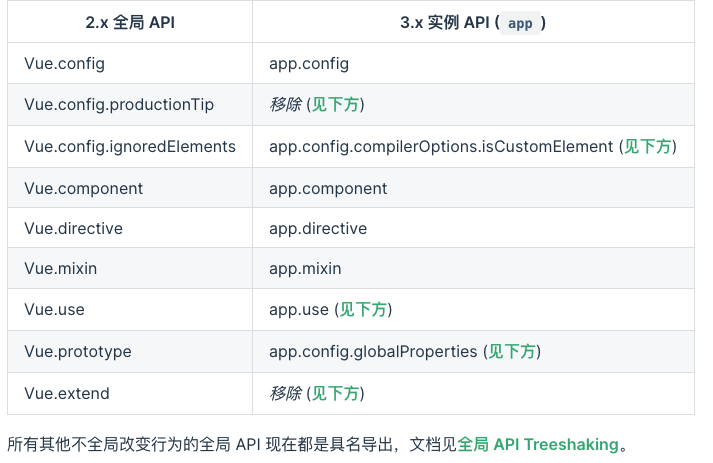 2.x 全局 API 3.x 实例 API ( app )
Vue.config app.config
Vue.config.productionTip 移除 (见下方)
Vue.config.ignoredElements app.config.compilerOptions.isCustomElement (见下方)
Vue.component app.component
Vue.directive app.directive
Vue.mixin app.mixin
Vue.use app.use (见下方)
Vue.prototype app.config.globalProperties (见下方)
Vue.extend 移除 (见下方)
所有其他不全局改变行为的全局 API 现在都是具名导出，文档见全局 API Treeshaking。